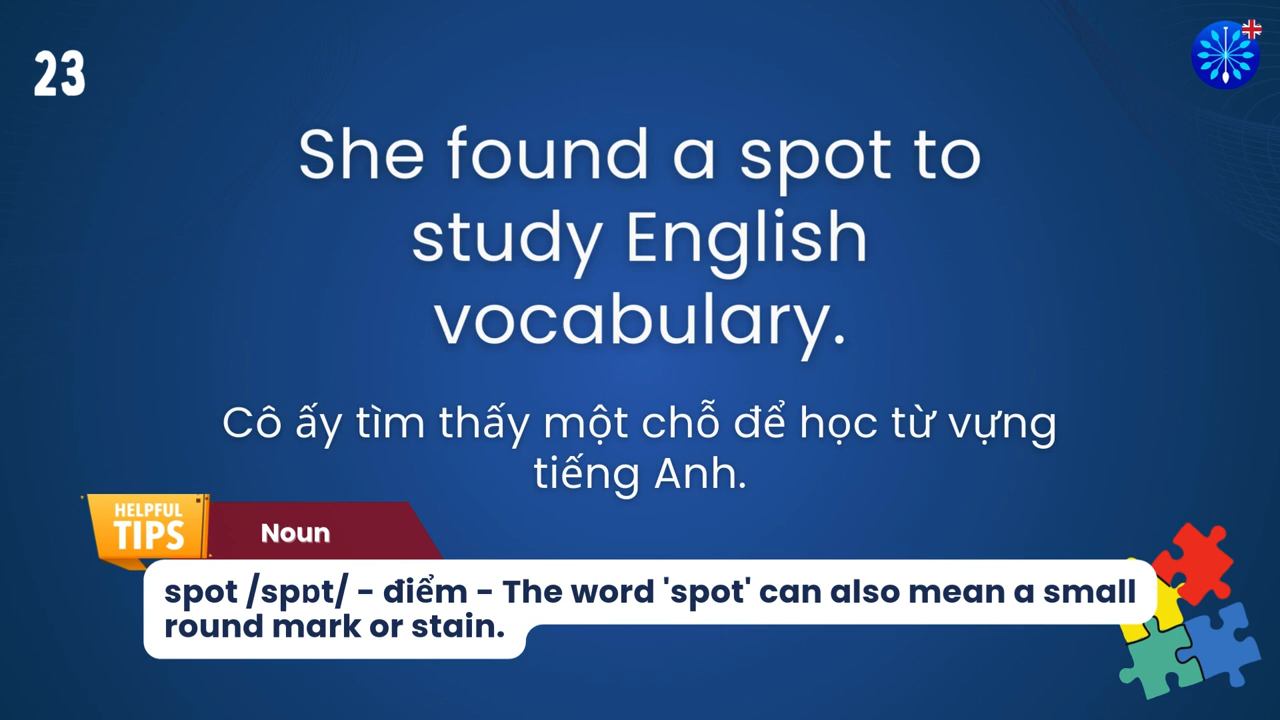 23
She found a spot to
study English
vocabulary.
Cô ấy tìm thấy một chỗ để học từ vựng
tiếng Anh.
HELPFUL
TIPS
Noun
spot /spɒt/ - điểm - The word 'spot' can also mean a small
round mark or stain.